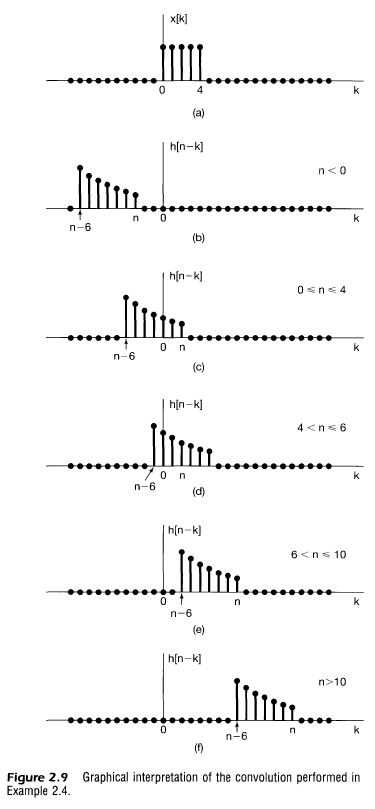 x[k]
0 4 k
(a)
h[n−k]
n < 0
n 0 k
n−6
(b)
h[n−k]
0 ≤ n ≤ 4
0 n k
n−6
(c)
h[n−k]
4 < n ≤ 6
0 n k
n−6
(d)
h[n−k]
6 < n ≤ 10
0 n k
n−6
(e)
h[n−k]
n>10
0 n k
n−6
(f)
Figure 2.9 Graphical interpretation of the convolution performed in
Example 2.4.